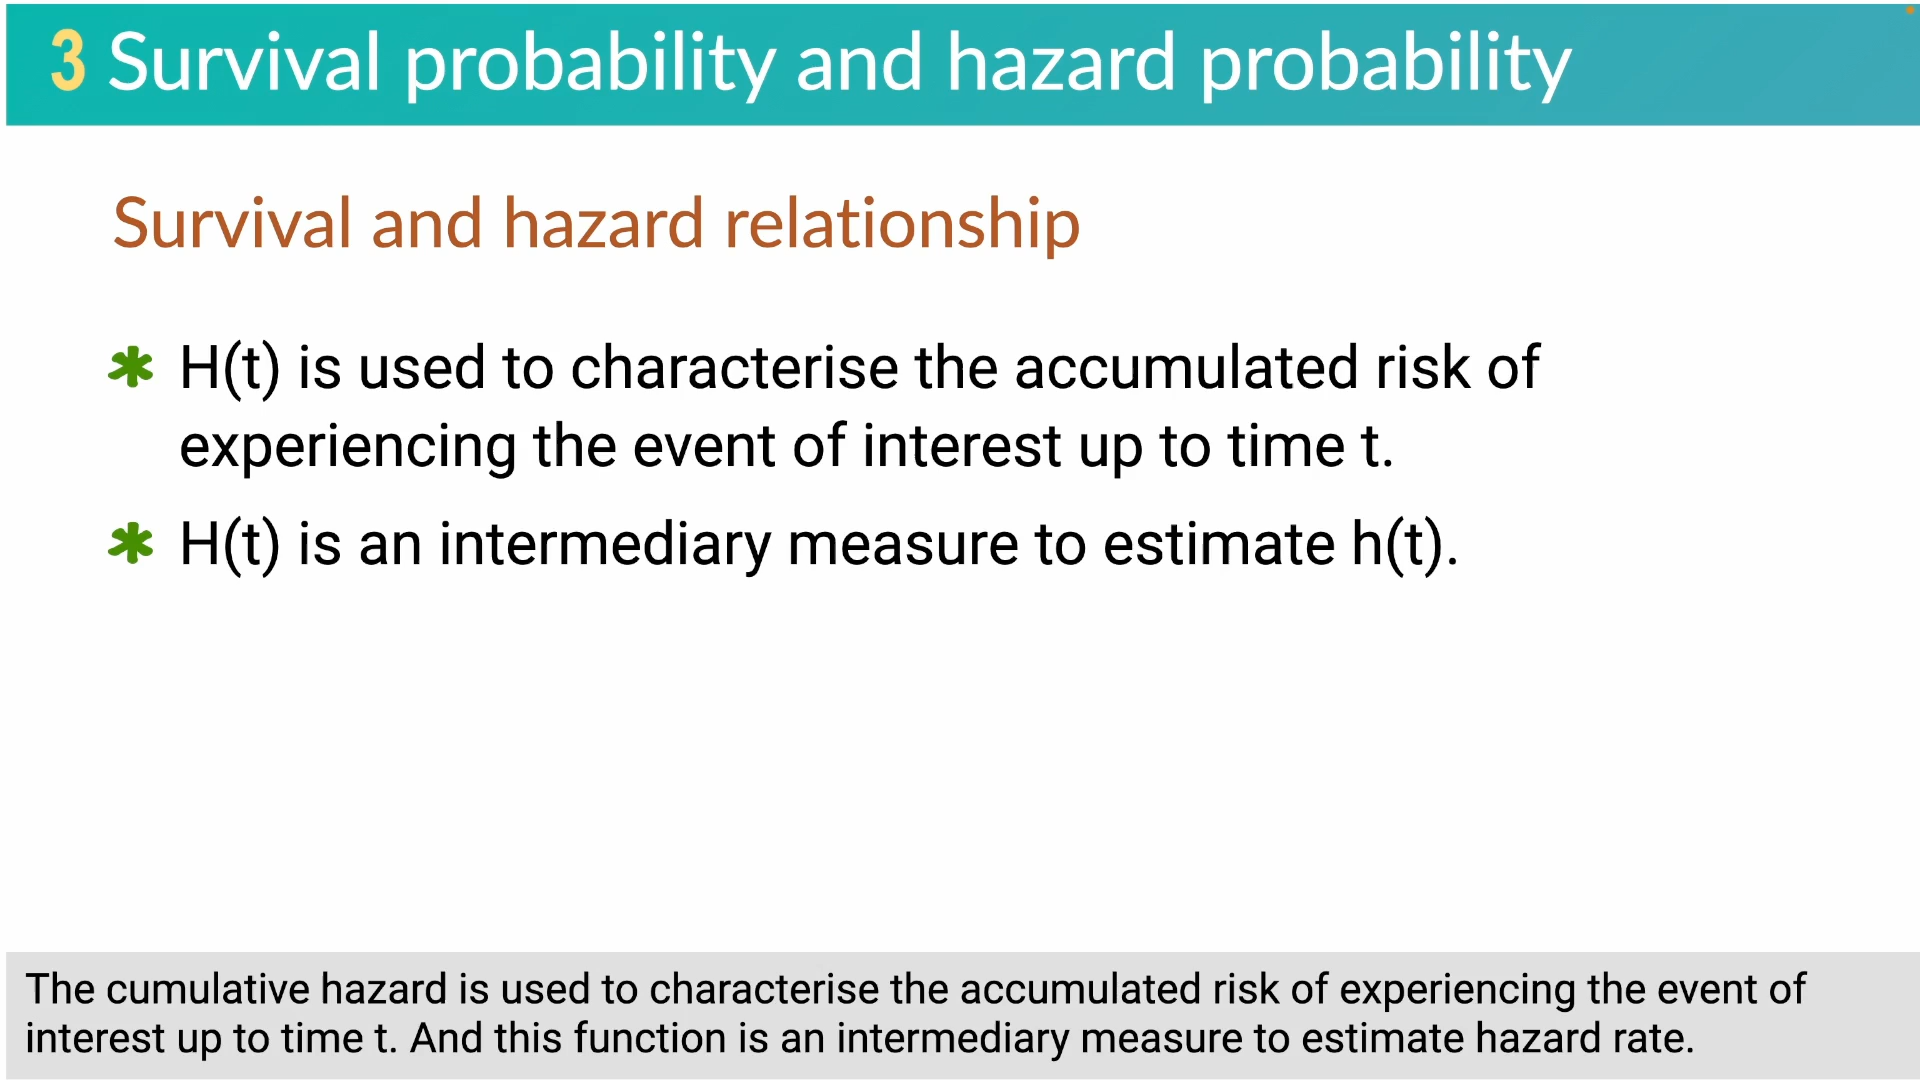 3 Survival probability and hazard probability
Survival and hazard relationship
* H(t) is used to characterise the accumulated risk of
experiencing the event of interest up to time t.
* H(t) is an intermediary measure to estimate h(t).
The cumulative hazard is used to characterise the accumulated risk of experiencing the event of
interest up to time t. And this function is an intermediary measure to estimate hazard rate.